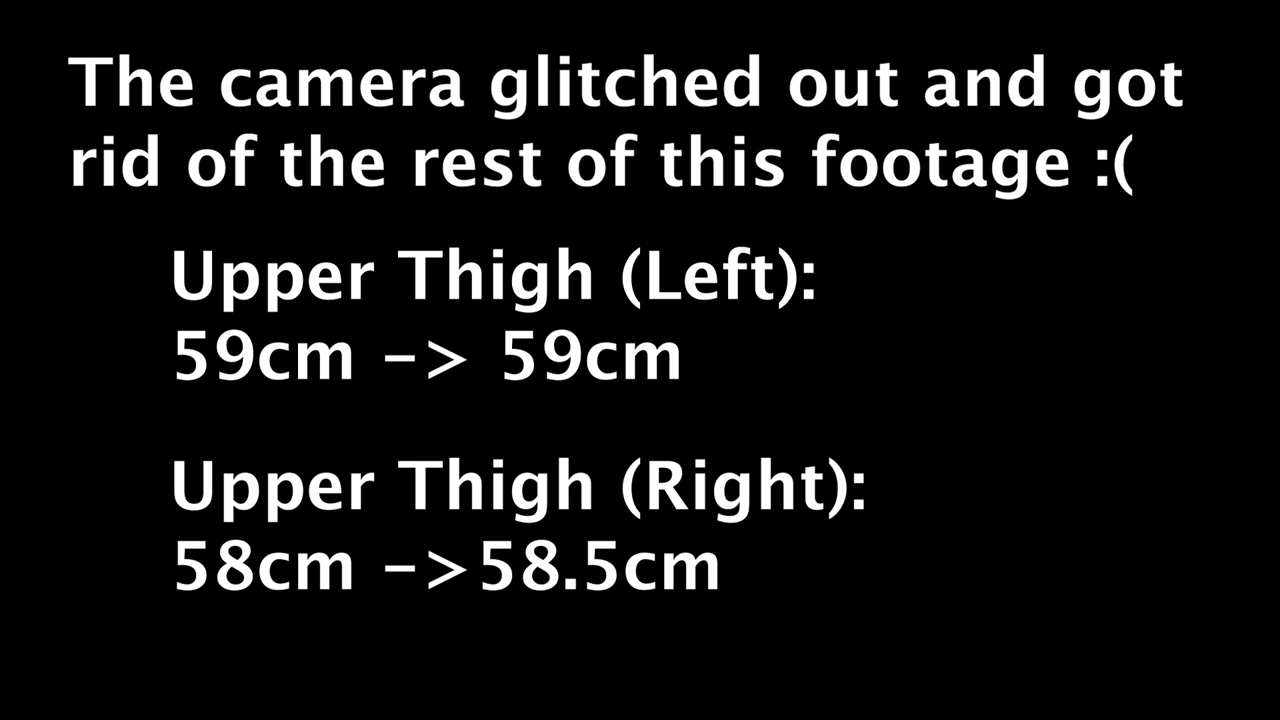 The camera glitched out and got
rid of the rest of this footage :(
Upper Thigh (Left):
59cm -> 59cm
Upper Thigh (Right):
58cm ->58.5cm